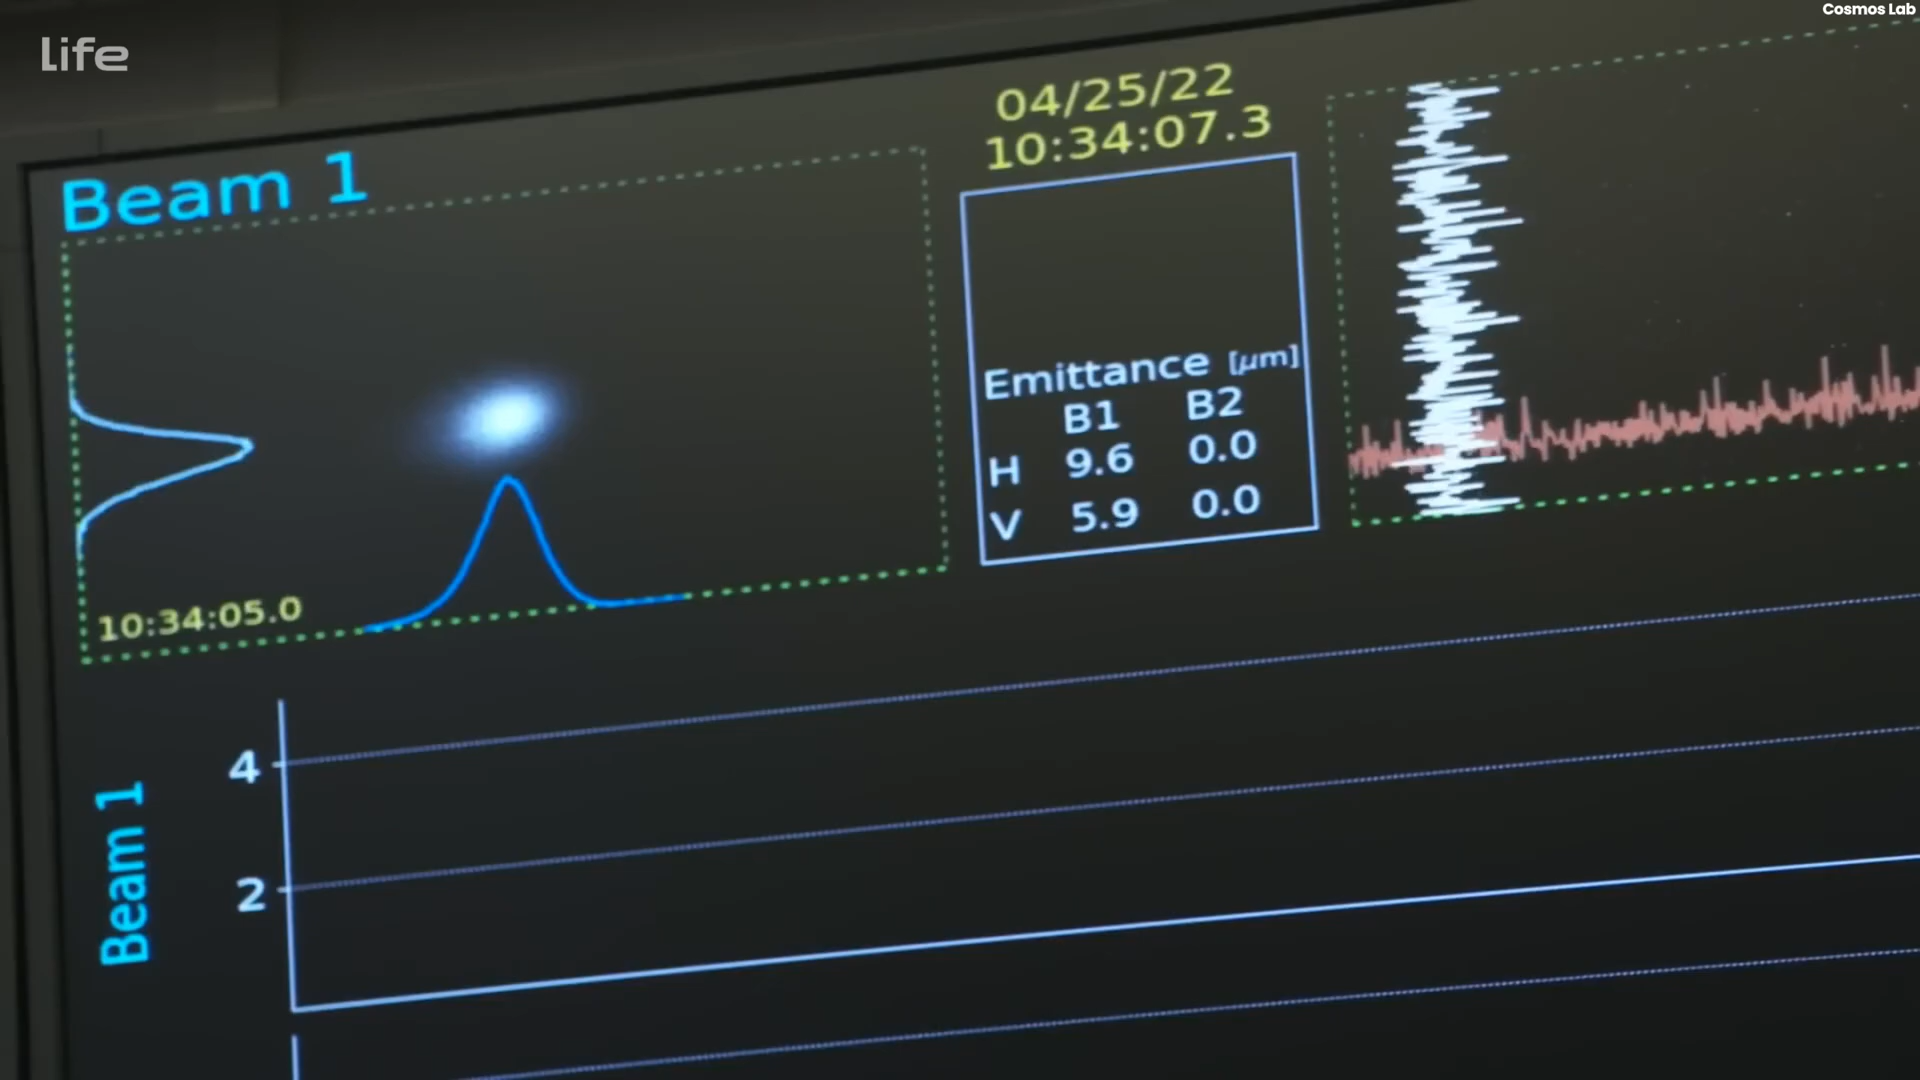 Cosmos Lab
life
04/25/22
10:34:07.3
Beam 1
Emittance [μm]
B1 B2
H 9.6 0.0
V 5.9 0.0
10:34:05.0
4
2
Beam 1